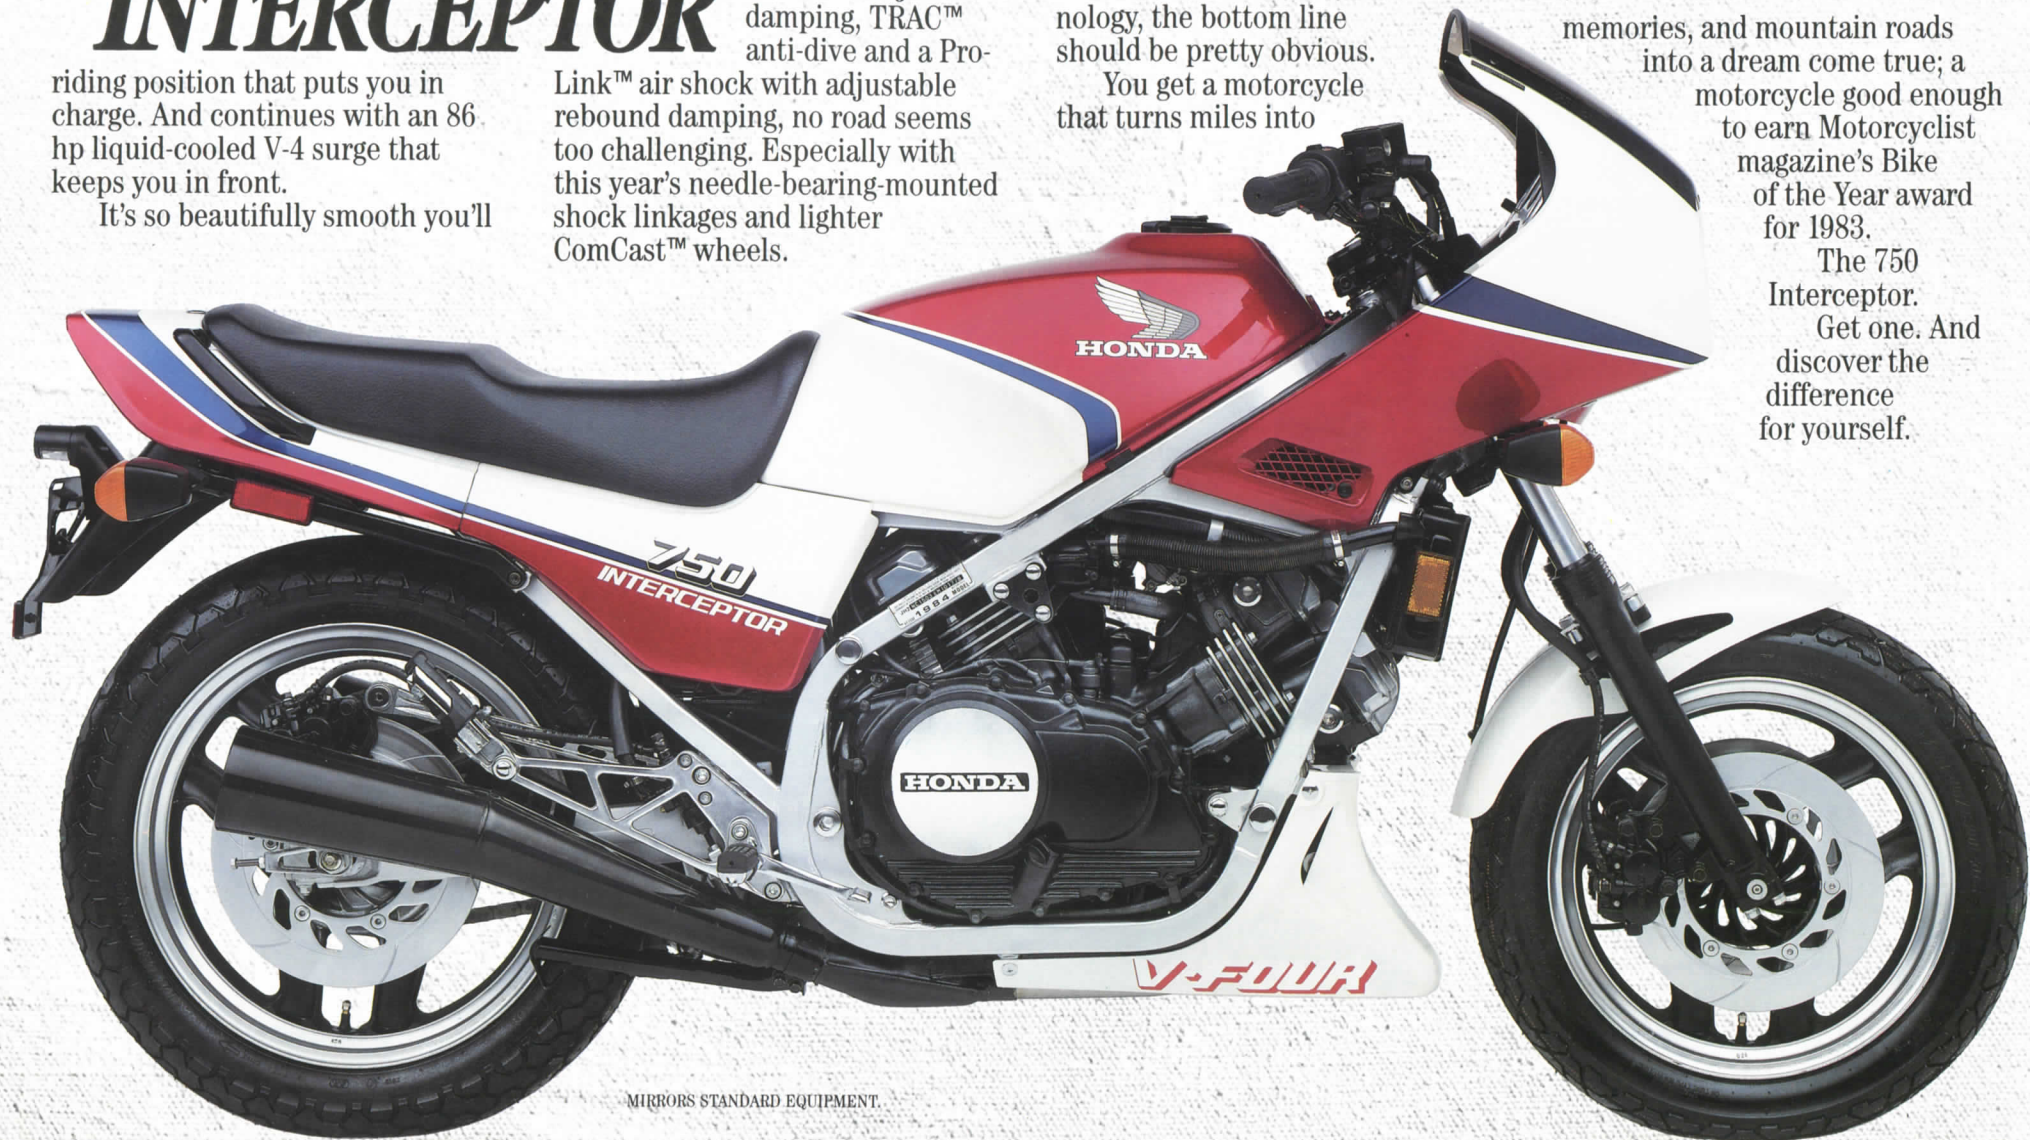 INTERCEPTOR
riding position that puts you in
charge. And continues with an 86
hp liquid-cooled V-4 surge that
keeps you in front.
It's so beautifully smooth you'll
damping, TRAC™
anti-dive and a Pro-
Link™ air shock with adjustable
rebound damping, no road seems
too challenging. Especially with
this year's needle-bearing-mounted
shock linkages and lighter
ComCast™ wheels.
nology, the bottom line
should be pretty obvious.
You get a motorcycle
that turns miles into
memories, and mountain roads
into a dream come true; a
motorcycle good enough
to earn Motorcyclist
magazine's Bike
of the Year award
for 1983.
The 750
Interceptor.
Get one. And
discover the
difference
for yourself.
HONDA
750
INTERCEPTOR
1984 MODEL
HONDA
V-FOUR
MIRRORS STANDARD EQUIPMENT.